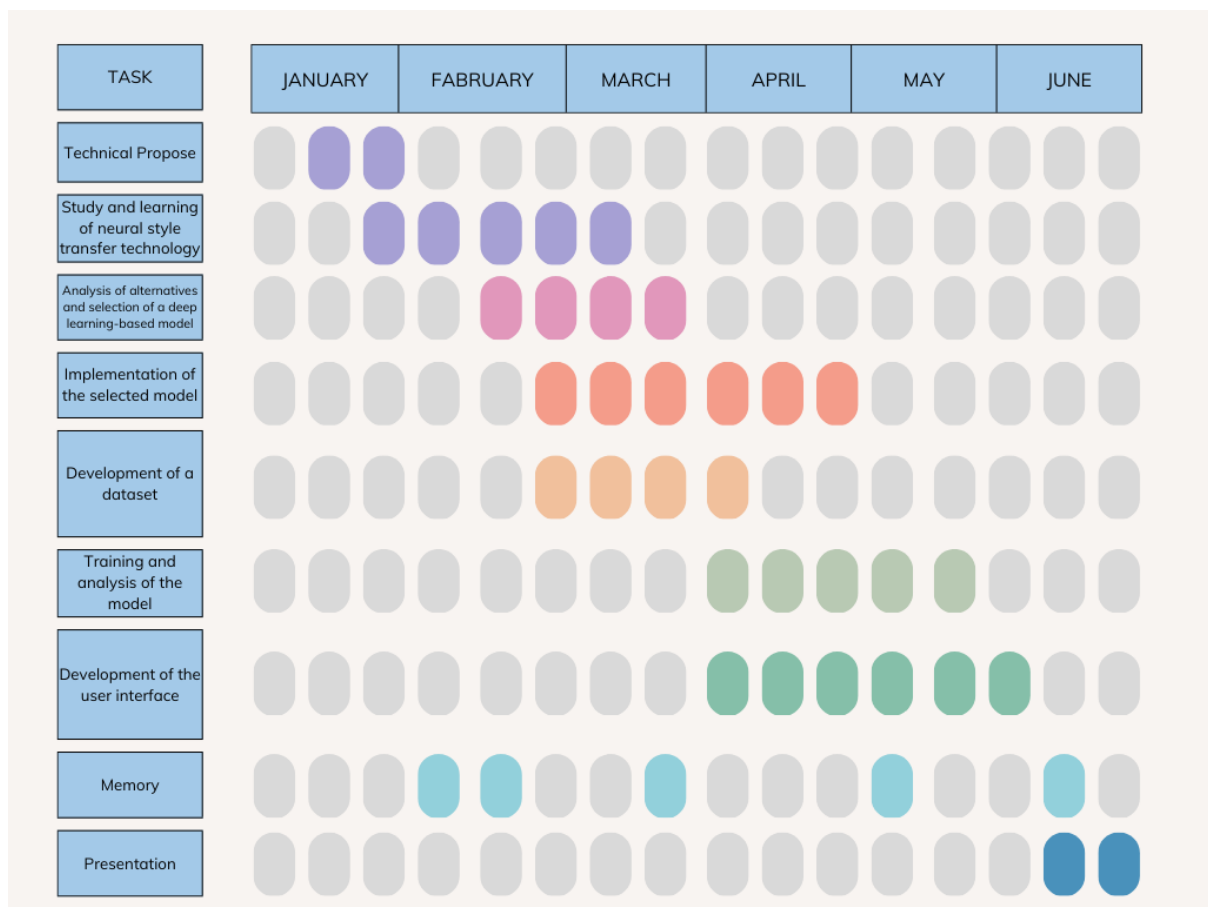 TASK
JANUARY
FABRUARY
MARCH
APRIL
MAY
JUNE
Technical Propose
Study and learning
of neural style
transfer technology
Analysis of alternatives
and selection of a deep
learning-based model
Implementation of
the selected model
Development of a
dataset
Training and
analysis of the
model
Development of the
user interface
Memory
Presentation